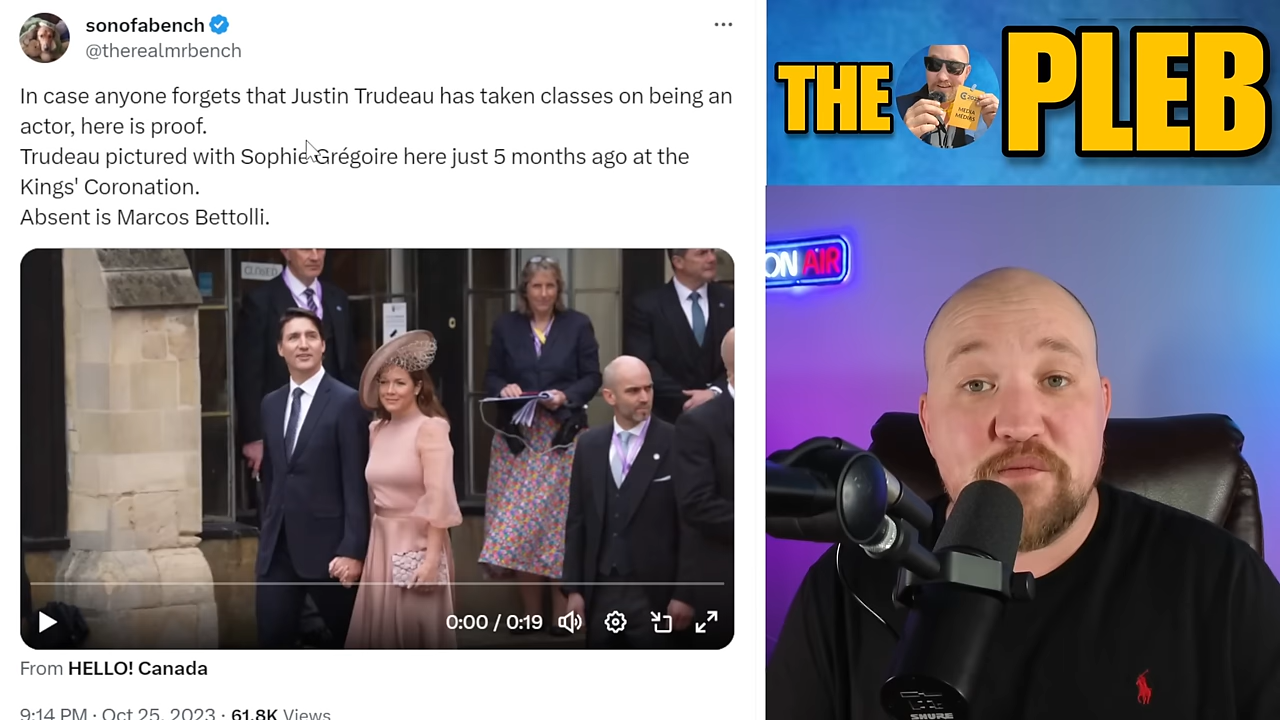 sonofabench
@therealmrbench
In case anyone forgets that Justin Trudeau has taken classes on being an
actor, here is proof.
Trudeau pictured with Sophie Grégoire here just 5 months ago at the
Kings' Coronation.
Absent is Marcos Bettolli.
CLOSED
0:00 / 0:19
From HELLO! Canada
9:14 PM · Oct 25, 2023 · 61.8K Views
THE PLEB
MEDIA
MEDIAS
ON AIR
SHURE